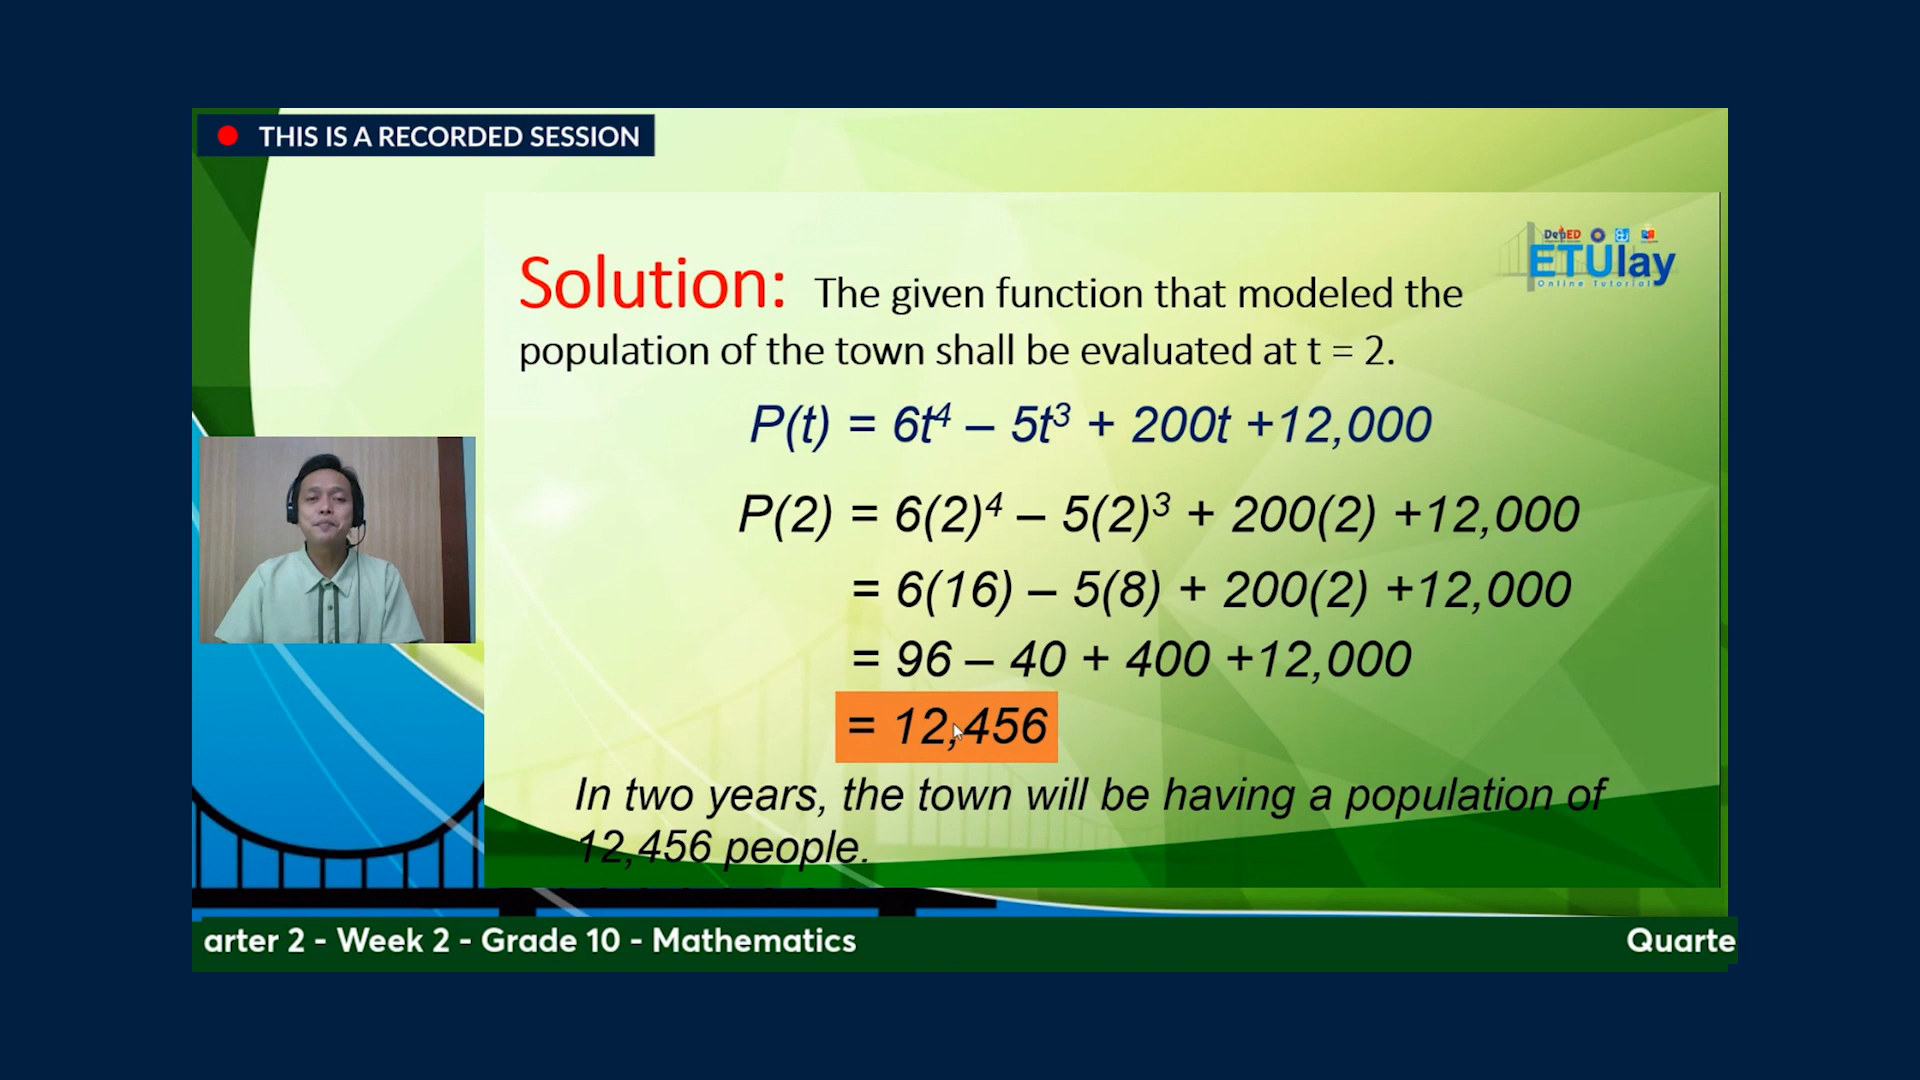 THIS IS A RECORDED SESSION
DepED
ETUlay
Online Tutorial
Solution: The given function that modeled the
population of the town shall be evaluated at t = 2.
P(t) = 6t⁴ – 5t³ + 200t +12,000
P(2) = 6(2)⁴ – 5(2)³ + 200(2) +12,000
= 6(16) – 5(8) + 200(2) +12,000
= 96 – 40 + 400 +12,000
= 12,456
In two years, the town will be having a population of
12,456 people.
arter 2 - Week 2 - Grade 10 - Mathematics Quarte